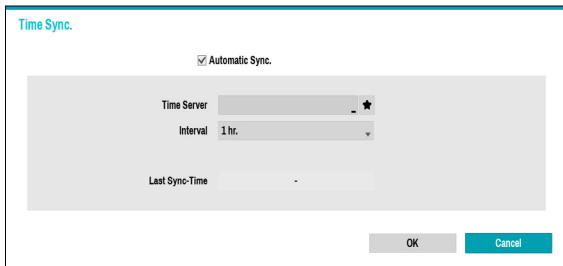 Time Sync.
Automatic Sync.
Time Server
Interval 1 hr.
Last Sync-Time -
OK Cancel